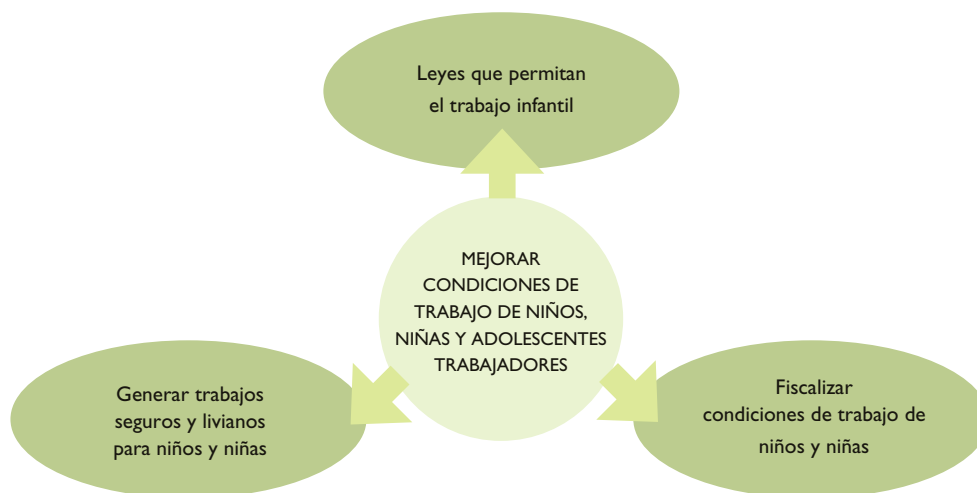 Leyes que permitan
el trabajo infantil
MEJORAR
CONDICIONES DE
TRABAJO DE NIÑOS,
NIÑAS Y ADOLESCENTES
TRABAJADORES
Generar trabajos
seguros y livianos
para niños y niñas
Fiscalizar
condiciones de trabajo de
niños y niñas